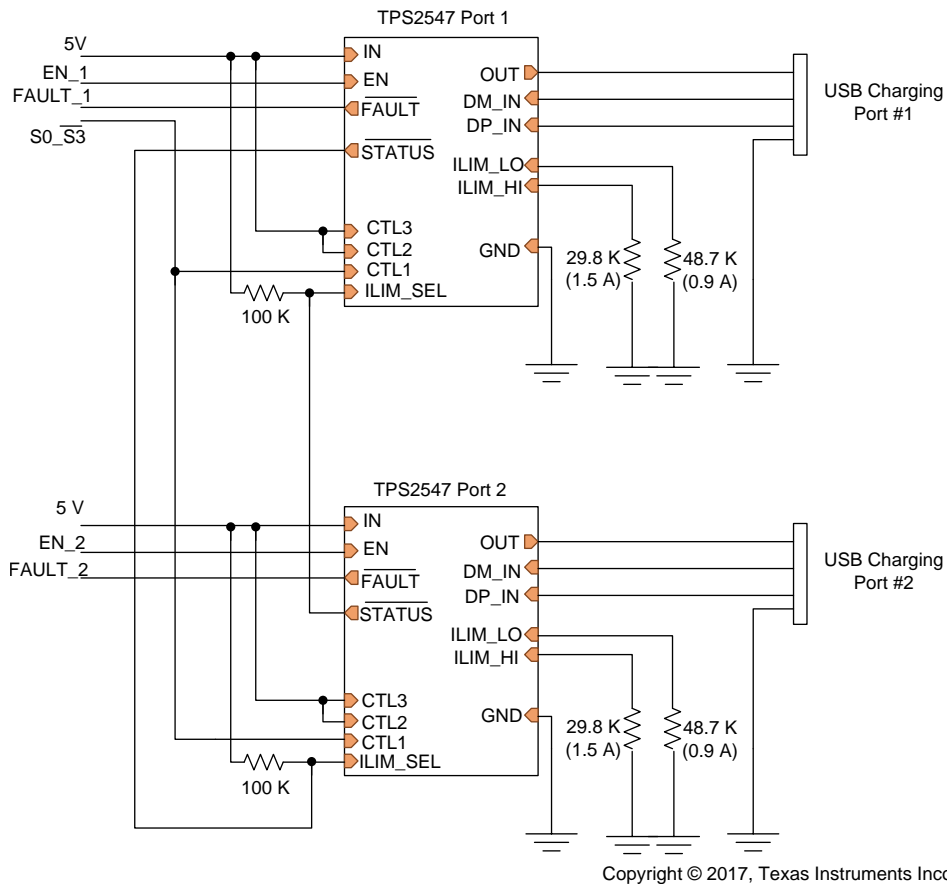 TPS2547 Port 1
5V
EN_1
FAULT_1
S0_S3
IN
EN
FAULT
STATUS
CTL3
CTL2
CTL1
ILIM_SEL
100 K
OUT
DM_IN
DP_IN
ILIM_LO
ILIM_HI
GND
29.8 K
(1.5 A)
48.7 K
(0.9 A)
USB Charging
Port #1
TPS2547 Port 2
5 V
EN_2
FAULT_2
IN
EN
FAULT
STATUS
CTL3
CTL2
CTL1
ILIM_SEL
100 K
OUT
DM_IN
DP_IN
ILIM_LO
ILIM_HI
GND
29.8 K
(1.5 A)
48.7 K
(0.9 A)
USB Charging
Port #2
Copyright © 2017, Texas Instruments Inc